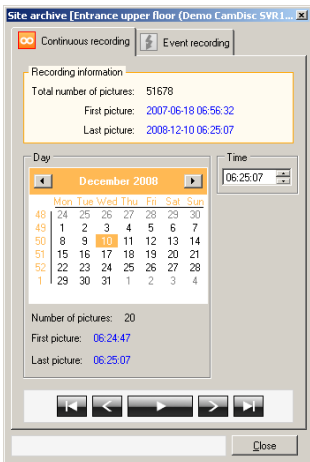 Site archive [Entrance upper floor (Demo CamDisc SVR1...
Continuous recording
Event recording
Recording information
Total number of pictures: 51678
First picture: 2007-06-18 06:56:32
Last picture: 2008-12-10 06:25:07
Day
Time
December 2008
06:25:07
Mon Tue Wed Thu Fri Sat Sun
48 24 25 26 27 28 29 30
49 1 2 3 4 5 6 7
50 8 9 10 11 12 13 14
51 15 16 17 18 19 20 21
52 22 23 24 25 26 27 28
1 29 30 31 1 2 3 4
Number of pictures: 20
First picture: 06:24:47
Last picture: 06:25:07
Close